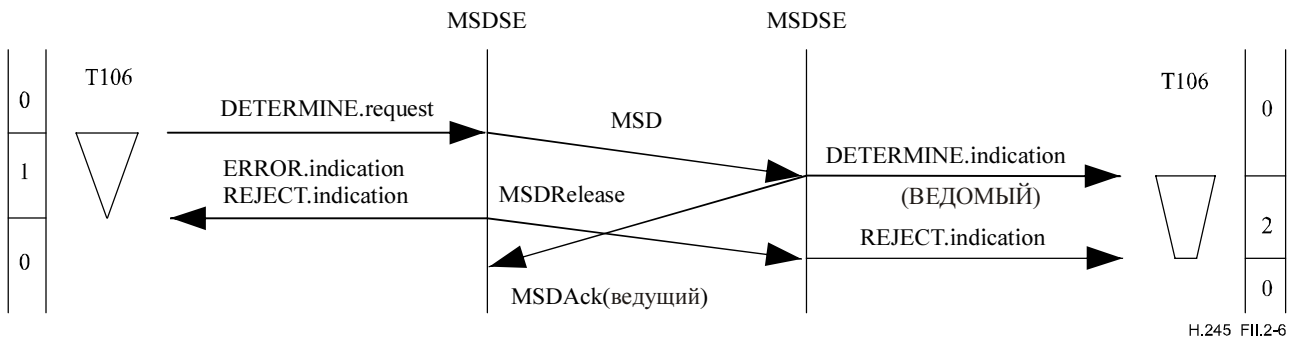 MSDSE
MSDSE
T106
T106
0
0
DETERMINE.request
MSD
DETERMINE.indication
1
ERROR.indication
REJECT.indication
MSDRelease
(ВЕДОМЫЙ)
2
REJECT.indication
0
MSDAck(ведущий)
0
H.245 FII.2-6